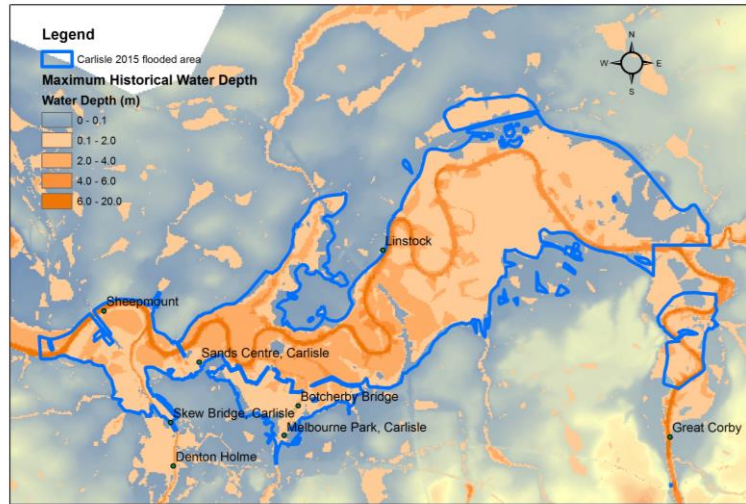 Legend
Carlisle 2015 flooded area
Maximum Historical Water Depth
Water Depth (m)
0 - 0.1
0.1 - 2.0
2.0 - 4.0
4.0 - 6.0
6.0 - 20.0
N
W E
S
Linstock
Sheepmount
Sands Centre, Carlisle
Botcherby Bridge
Skew Bridge, Carlisle
Melbourne Park, Carlisle
Great Corby
Denton Holme